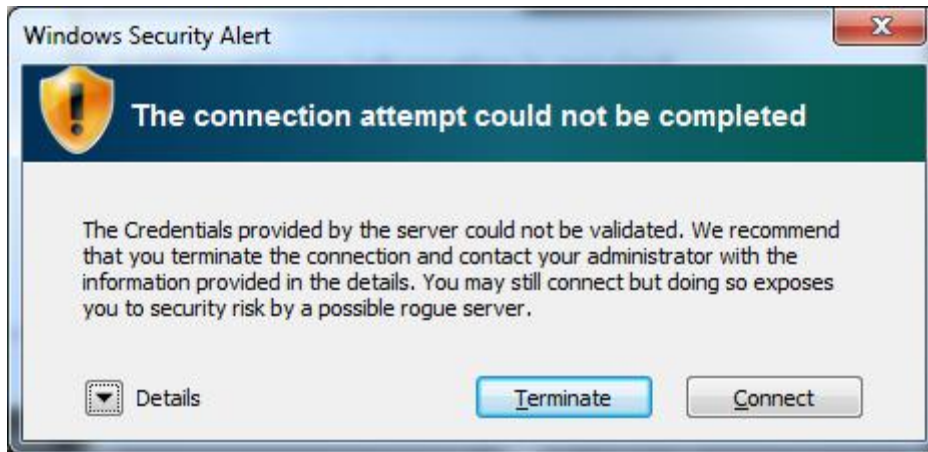 Windows Security Alert
The connection attempt could not be completed
The Credentials provided by the server could not be validated. We recommend
that you terminate the connection and contact your administrator with the
information provided in the details. You may still connect but doing so exposes
you to security risk by a possible rogue server.
Details Terminate Connect